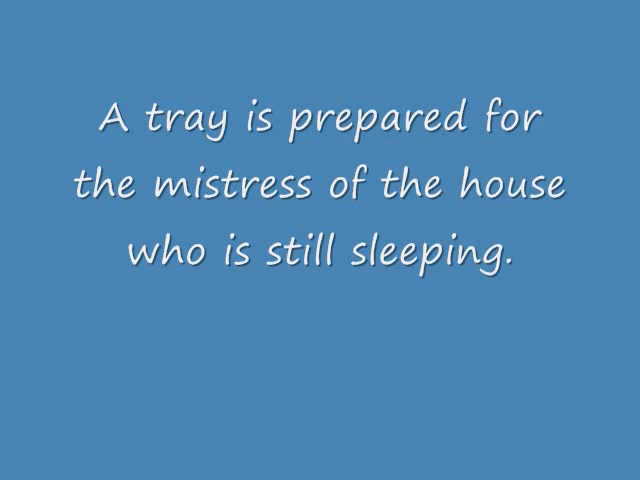 A tray is prepared for
the mistress of the house
who is still sleeping.